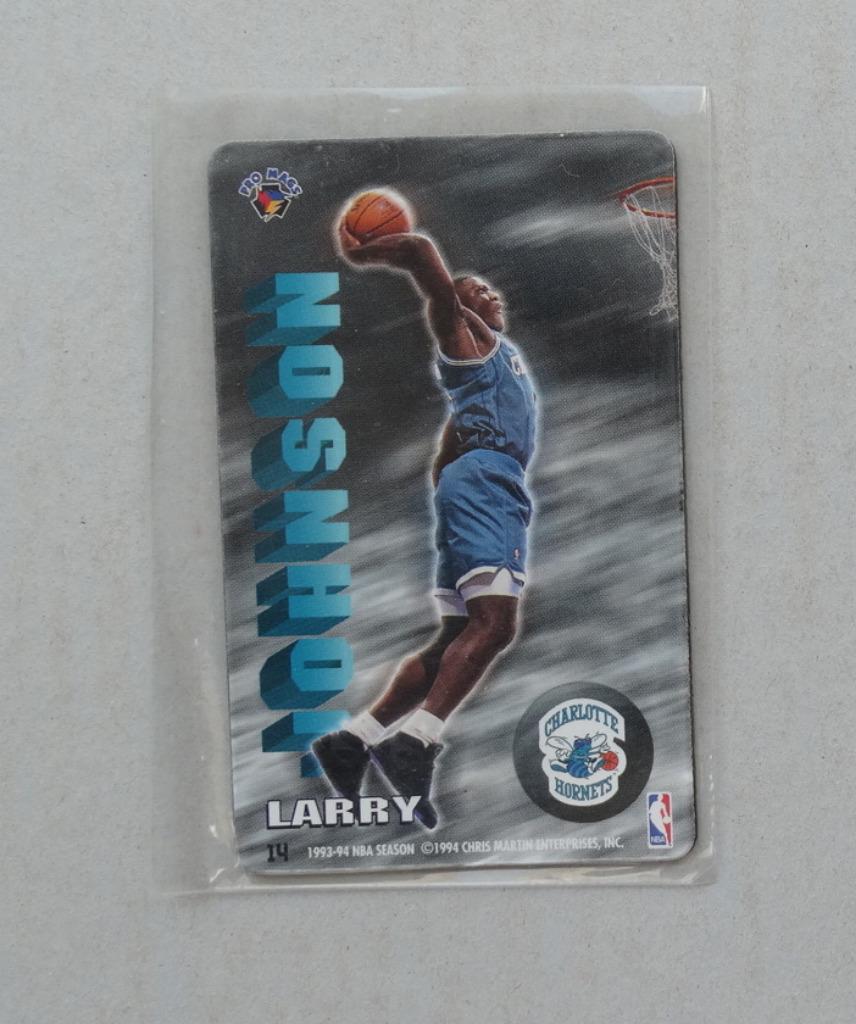 PRO MAGS
JOHNSON
LARRY
CHARLOTTE
HORNETS
NBA
14 1993-94 NBA SEASON ©1994 CHRIS MARTIN ENTERPRISES, INC.